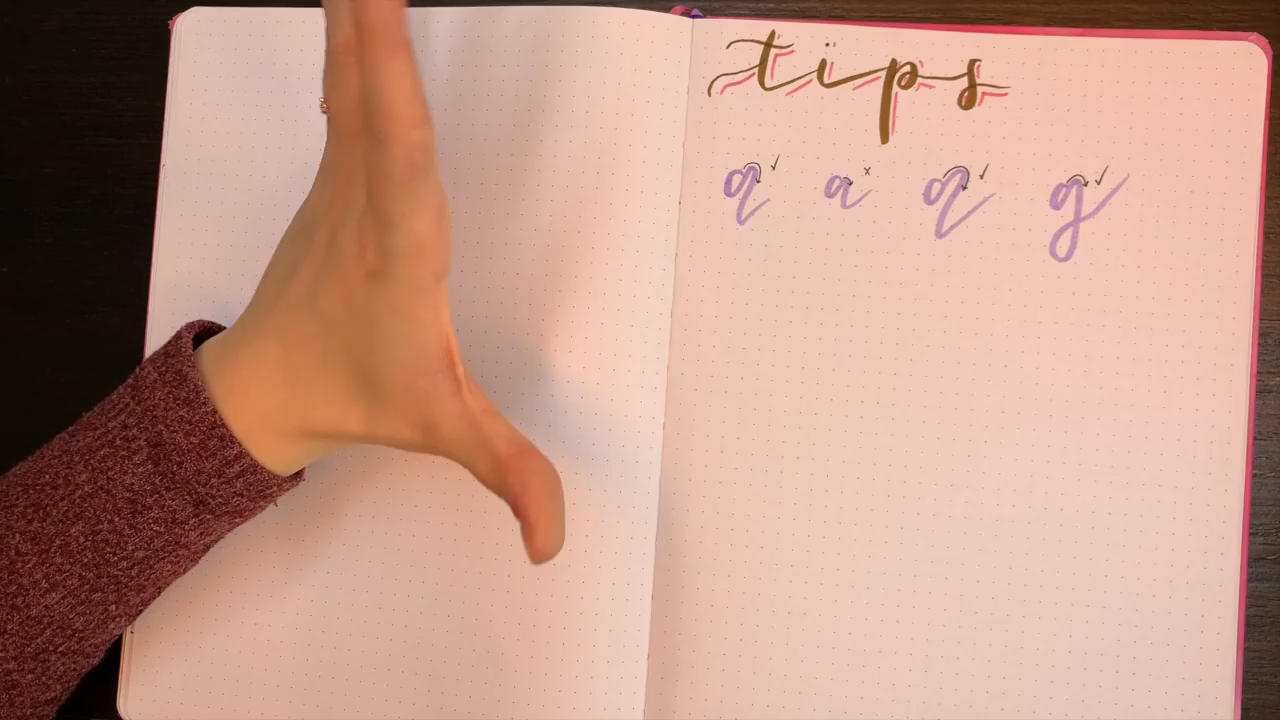 tips
a ✓ a x a ✓ g ✓